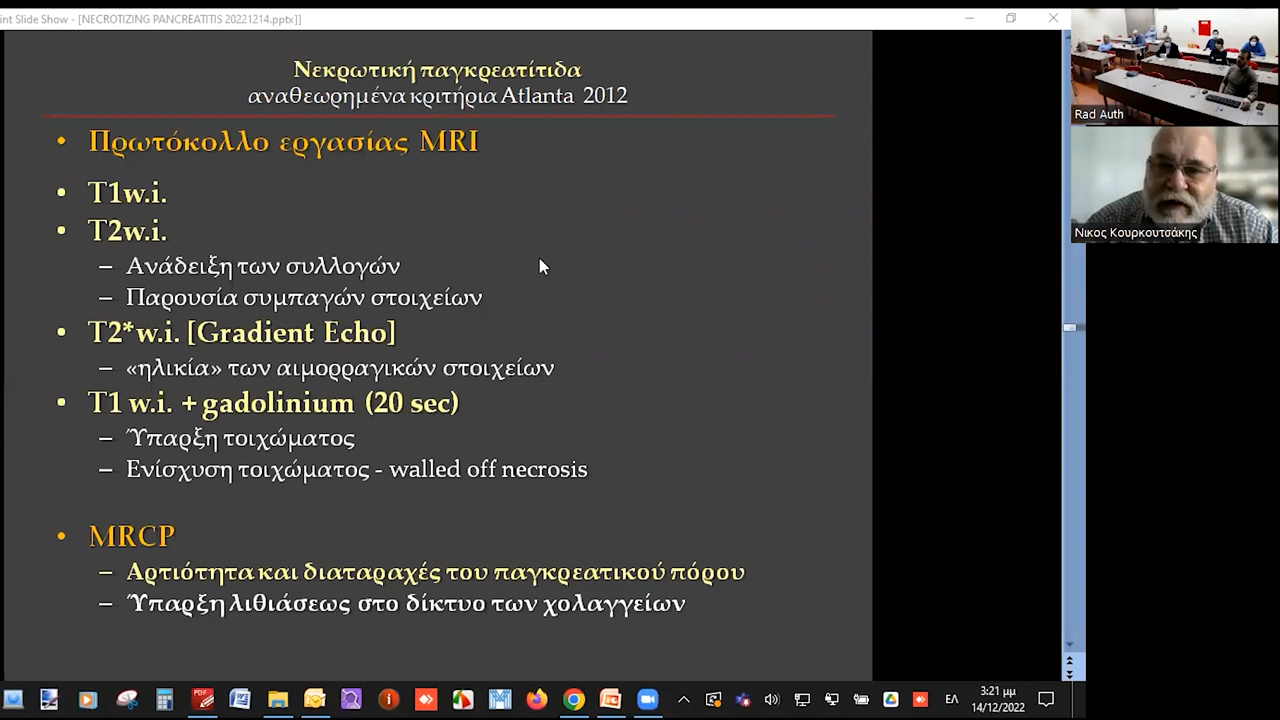 int Slide Show - [NECROTIZING PANCREATITIS 20221214.pptx]]
Νεκρωτική παγκρεατίτιδα
αναθεωρημένα κριτήρια Atlanta 2012
• Πρωτόκολλο εργασίας MRI
• T1w.i.
• T2w.i.
– Ανάδειξη των συλλογών
– Παρουσία συμπαγών στοιχείων
• T2*w.i. [Gradient Echo]
– «ηλικία» των αιμορραγικών στοιχείων
• T1 w.i. + gadolinium (20 sec)
– Ύπαρξη τοιχώματος
– Ενίσχυση τοιχώματος - walled off necrosis
• MRCP
– Αρτιότητα και διαταραχές του παγκρεατικού πόρου
– Ύπαρξη λιθιάσεως στο δίκτυο των χολαγγείων
Rad Auth
Νικος Κουρκουτσάκης
ΕΛ
3:21 μμ
14/12/2022